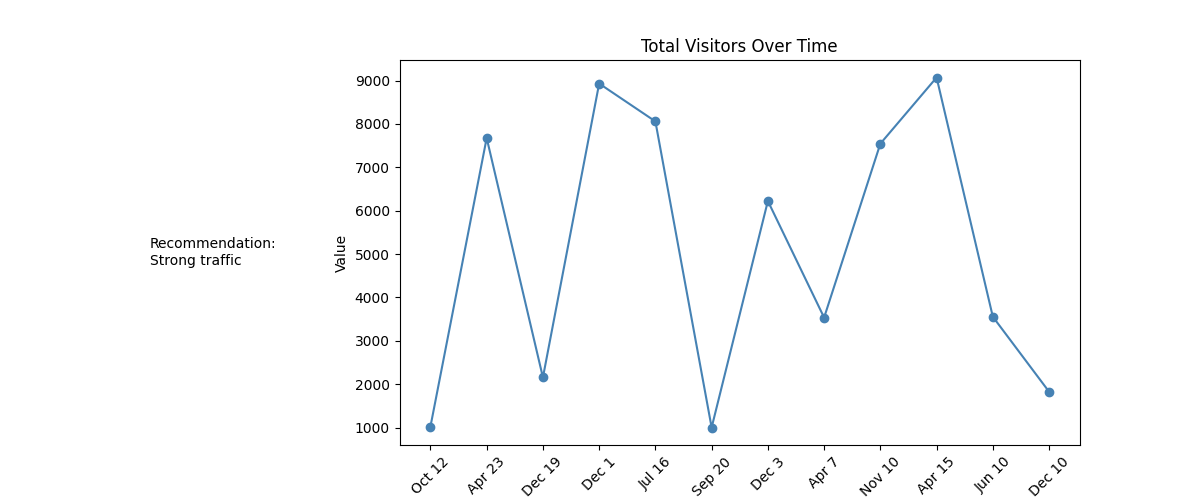 Total Visitors Over Time
Recommendation:
Strong traffic
Value
9000
8000
7000
6000
5000
4000
3000
2000
1000
Oct 12
Apr 23
Dec 19
Dec 1
Jul 16
Sep 20
Dec 3
Apr 7
Nov 10
Apr 15
Jun 10
Dec 10